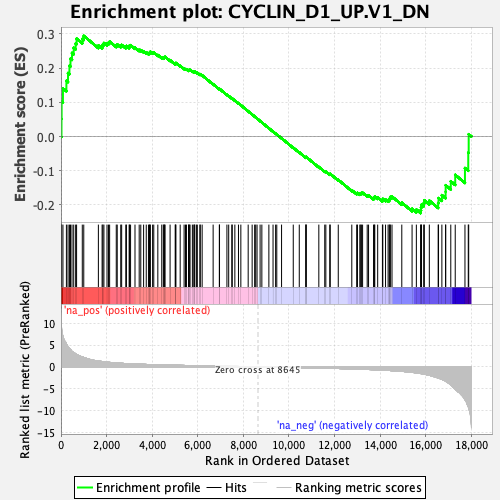 Enrichment plot: CYCLIN_D1_UP.V1_DN
Enrichment score (ES)
0.3
0.2
0.1
0.0
-0.1
-0.2
'na_pos' (positively correlated)
Ranked list metric (PreRanked)
10
5
0
-5
-10
-15
Zero cross at 8645
'na_neg' (negatively correlated)
0
2,000
4,000
6,000
8,000
10,000
12,000
14,000
16,000
18,000
Rank in Ordered Dataset
Enrichment profile
Hits
Ranking metric scores